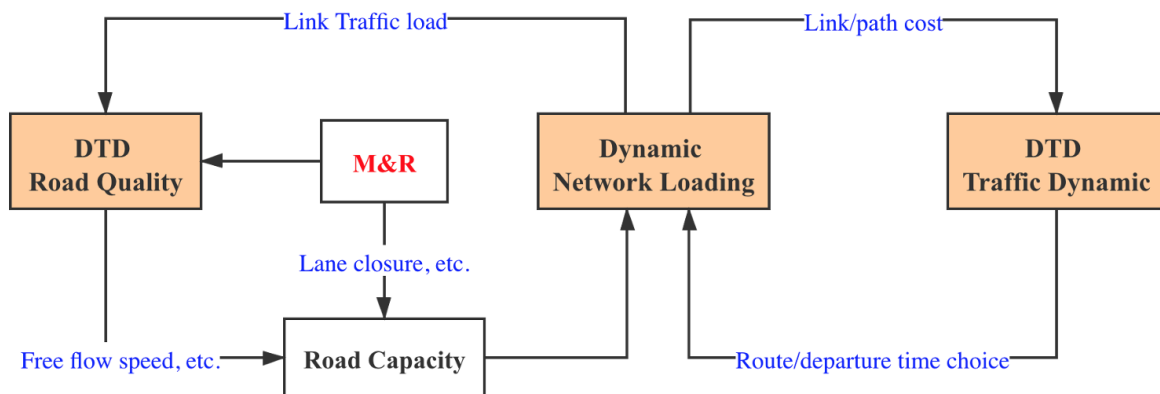 Link Traffic load
Link/path cost
DTD
Road Quality
M&R
Dynamic
Network Loading
DTD
Traffic Dynamic
Lane closure, etc.
Free flow speed, etc.
Road Capacity
Route/departure time choice